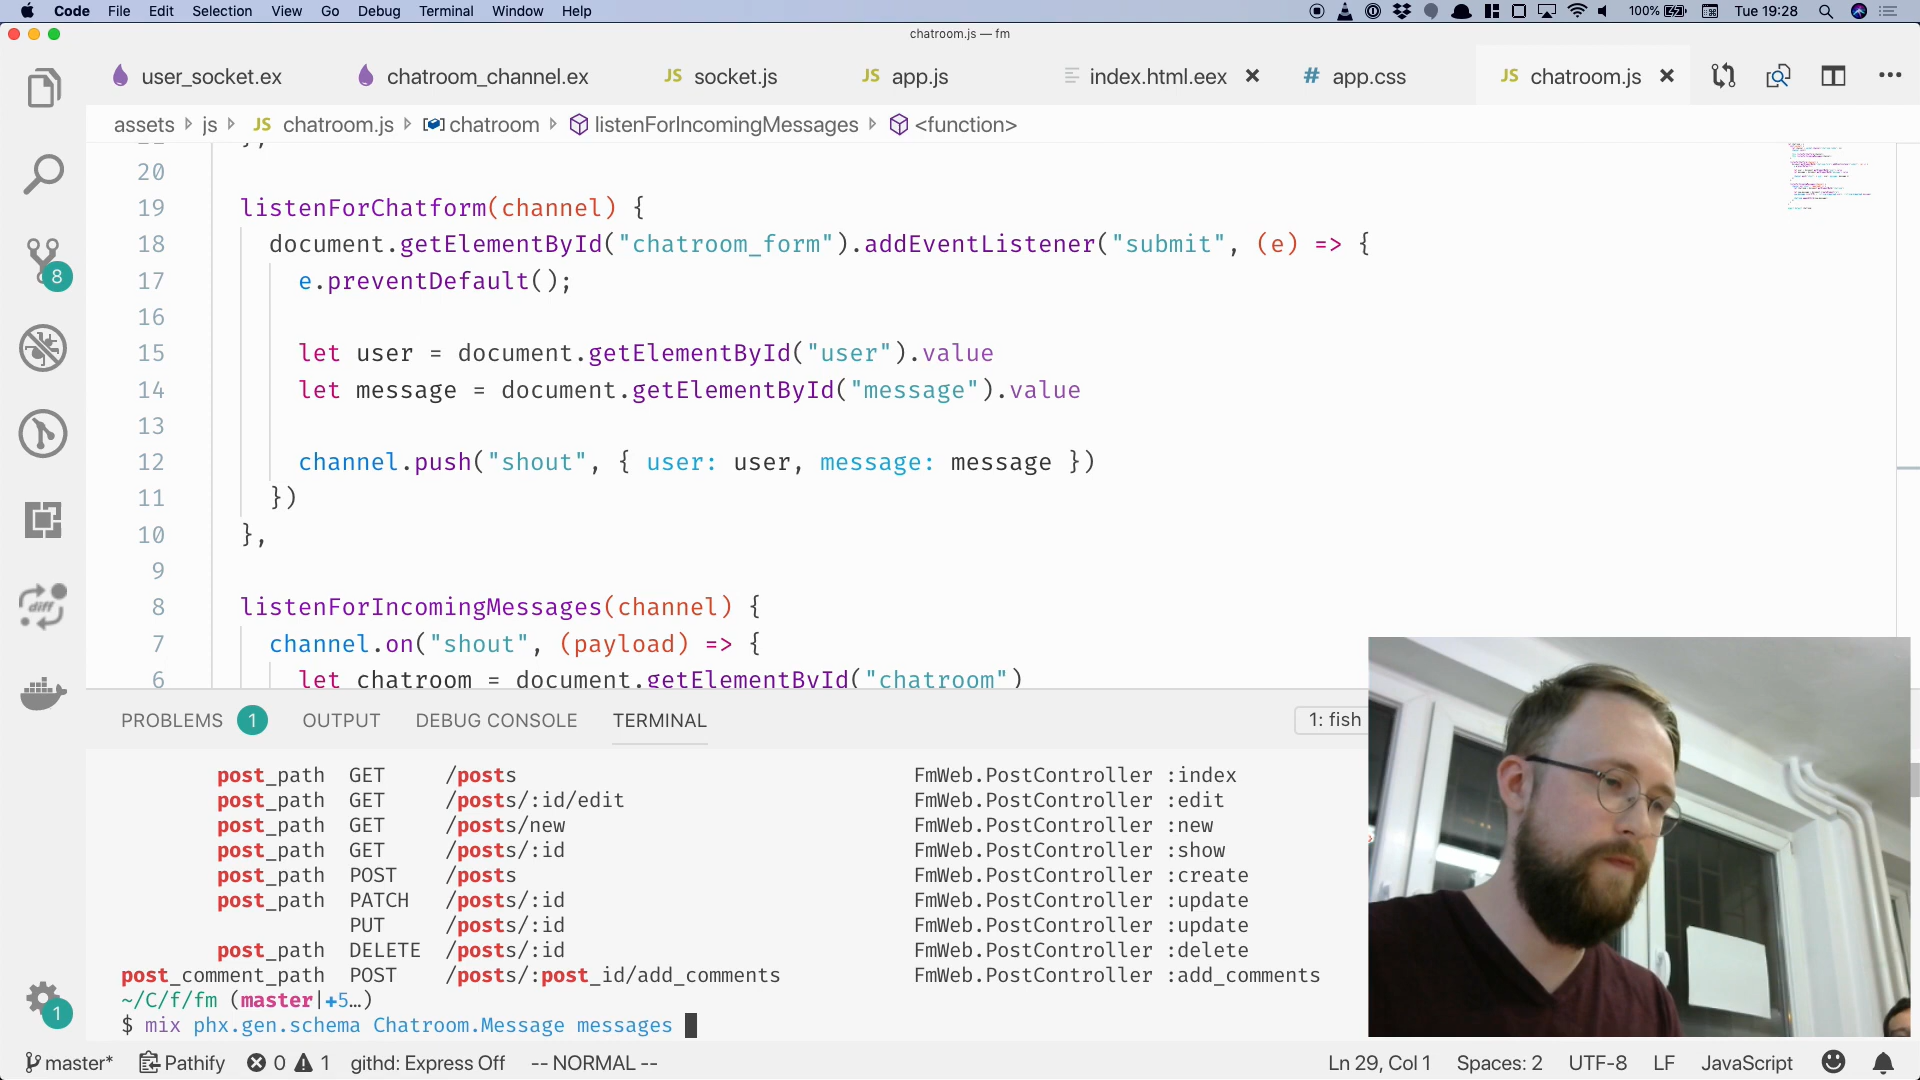 Code File Edit Selection View Go Debug Terminal Window Help 100% Tue 19:28
chatroom.js — fm
user_socket.ex chatroom_channel.ex JS socket.js JS app.js index.html.eex # app.css JS chatroom.js
assets js JS chatroom.js chatroom listenForIncomingMessages <function>
20
19 listenForChatform(channel) {
18 document.getElementById("chatroom_form").addEventListener("submit", (e) => {
17 e.preventDefault();
16
15 let user = document.getElementById("user").value
14 let message = document.getElementById("message").value
13
12 channel.push("shout", { user: user, message: message })
11 })
10 },
9
8 listenForIncomingMessages(channel) {
7 channel.on("shout", (payload) => {
6 let chatroom = document.getElementById("chatroom")
8
diff
1
PROBLEMS 1 OUTPUT DEBUG CONSOLE TERMINAL 1: fish
post_path GET /posts FmWeb.PostController :index
post_path GET /posts/:id/edit FmWeb.PostController :edit
post_path GET /posts/new FmWeb.PostController :new
post_path GET /posts/:id FmWeb.PostController :show
post_path POST /posts FmWeb.PostController :create
post_path PATCH /posts/:id FmWeb.PostController :update
PUT /posts/:id FmWeb.PostController :update
post_path DELETE /posts/:id FmWeb.PostController :delete
post_comment_path POST /posts/:post_id/add_comments FmWeb.PostController :add_comments
~/C/f/fm (master|+5…)
$ mix phx.gen.schema Chatroom.Message messages
master* Pathify 0 1 githd: Express Off -- NORMAL -- Ln 29, Col 1 Spaces: 2 UTF-8 LF JavaScript